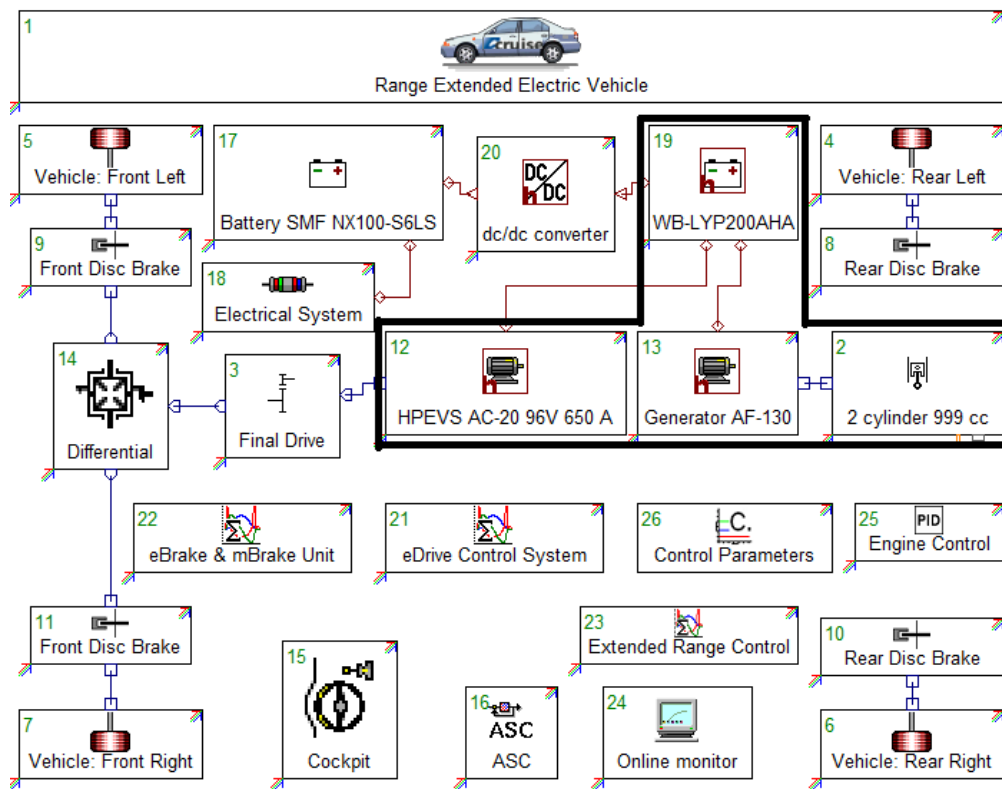 1
cruise
Range Extended Electric Vehicle
5
Vehicle: Front Left
17
Battery SMF NX100-S6LS
20
DC/DC
h
dc/dc converter
19
h
WB-LYP200AHA
4
Vehicle: Rear Left
9
Front Disc Brake
8
Rear Disc Brake
18
Electrical System
14
Differential
3
Final Drive
12
h
HPEVS AC-20 96V 650 A
13
h
Generator AF-130
2
2 cylinder 999 cc
22
Σ
eBrake & mBrake Unit
21
Σ
eDrive Control System
26
C.
Control Parameters
25
PID
Engine Control
11
Front Disc Brake
23
Σ
Extended Range Control
10
Rear Disc Brake
15
Cockpit
16
ASC
ASC
24
Online monitor
7
Vehicle: Front Right
6
Vehicle: Rear Right